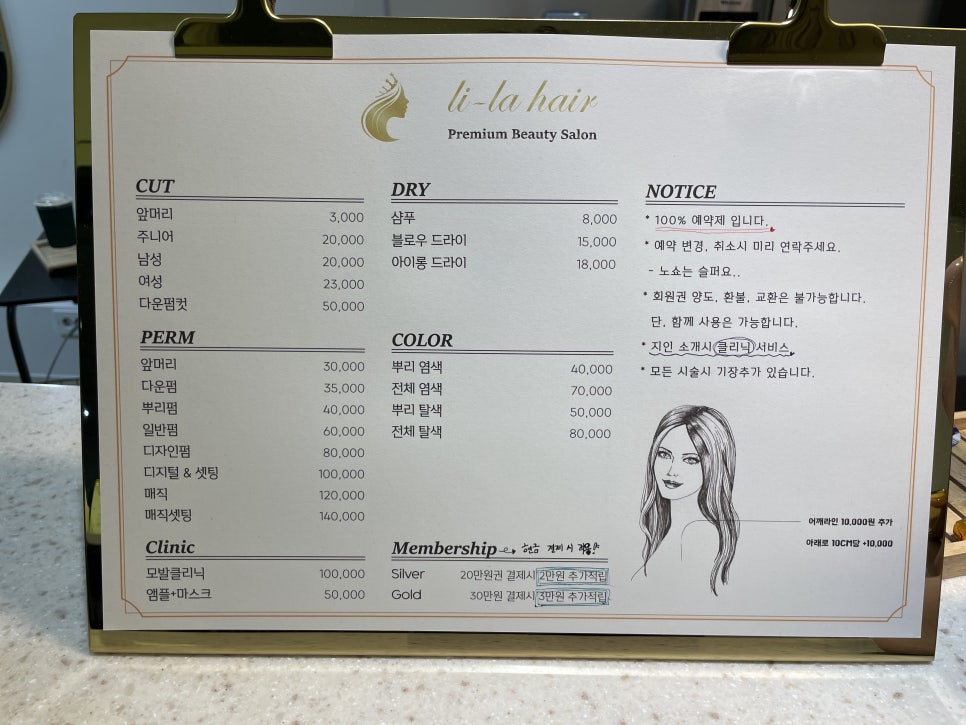 li-la hair
Premium Beauty Salon
CUT
앞머리 3,000
주니어 20,000
남성 20,000
여성 23,000
다운펌컷 50,000
PERM
앞머리 30,000
다운펌 35,000
뿌리펌 40,000
일반펌 60,000
디자인펌 80,000
디지털 & 셋팅 100,000
매직 120,000
매직셋팅 140,000
Clinic
모발클리닉 100,000
앰플+마스크 50,000
DRY
샴푸 8,000
블로우 드라이 15,000
아이롱 드라이 18,000
COLOR
뿌리 염색 40,000
전체 염색 70,000
뿌리 탈색 50,000
전체 탈색 80,000
Membership 현금 결제 시 적용
Silver 20만원권 결제시 2만원 추가적립
Gold 30만원 결제시 3만원 추가적립
NOTICE
* 100% 예약제 입니다.
* 예약 변경, 취소시 미리 연락주세요.
- 노쇼는 슬퍼요..
* 회원권 양도, 환불, 교환은 불가능합니다.
단, 함께 사용은 가능합니다.
* 지인 소개시 클리닉 서비스
* 모든 시술시 기장추가 있습니다.
어깨라인 10,000원 추가
아래로 10CM당 +10,000